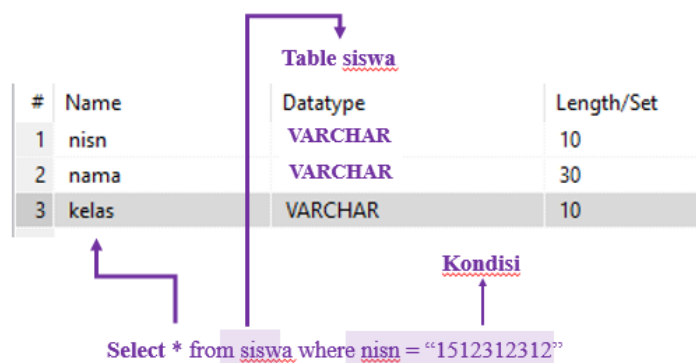 Table siswa
# Name Datatype Length/Set
1 nisn VARCHAR 10
2 nama VARCHAR 30
3 kelas VARCHAR 10
Kondisi
Select * from siswa where nisn = “1512312312”